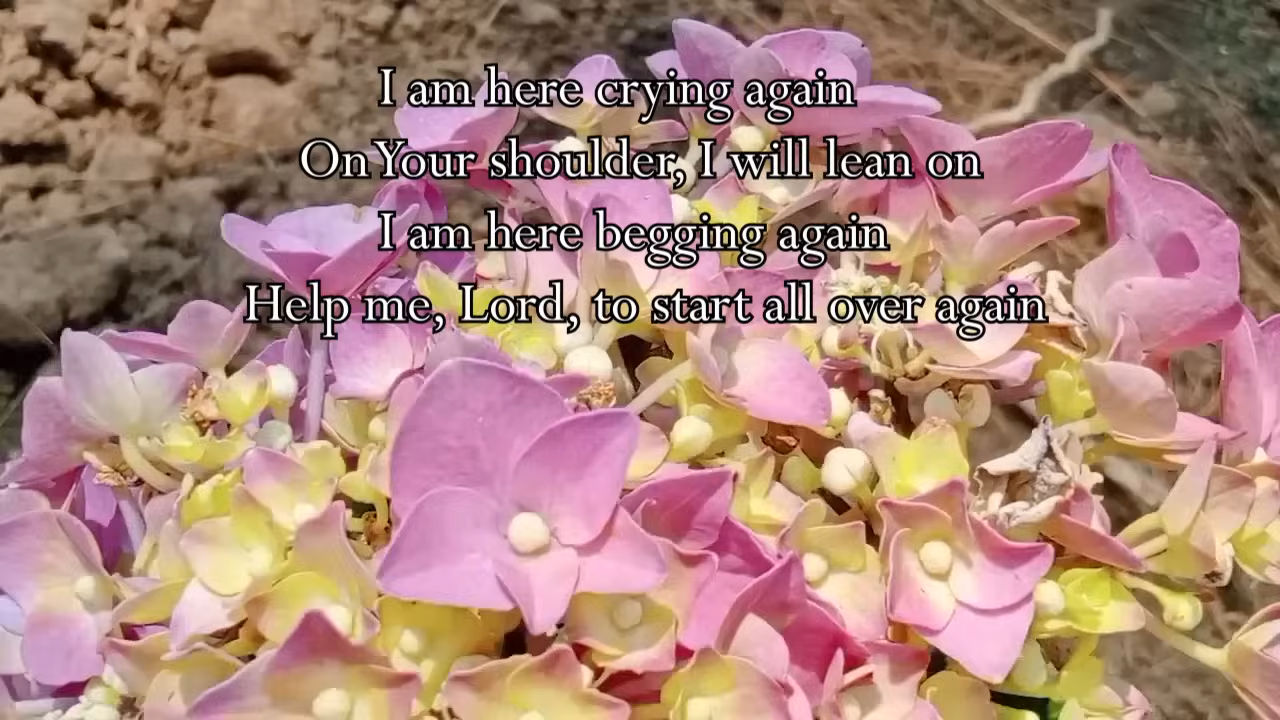 I am here crying again
On Your shoulder, I will lean on
I am here begging again
Help me, Lord, to start all over again